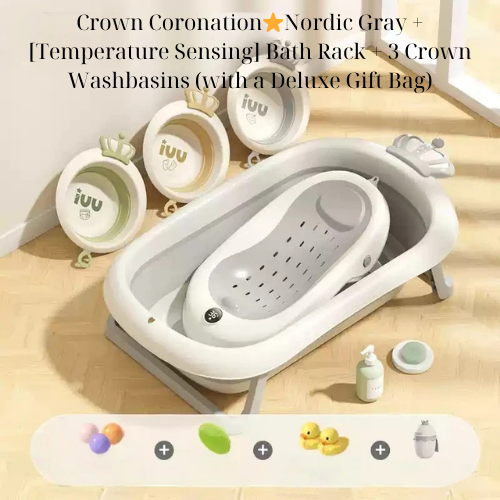 Crown Coronation⭐Nordic Gray +
[Temperature Sensing] Bath Rack + 3 Crown
Washbasins (with a Deluxe Gift Bag)
iuu
iuu
iuu